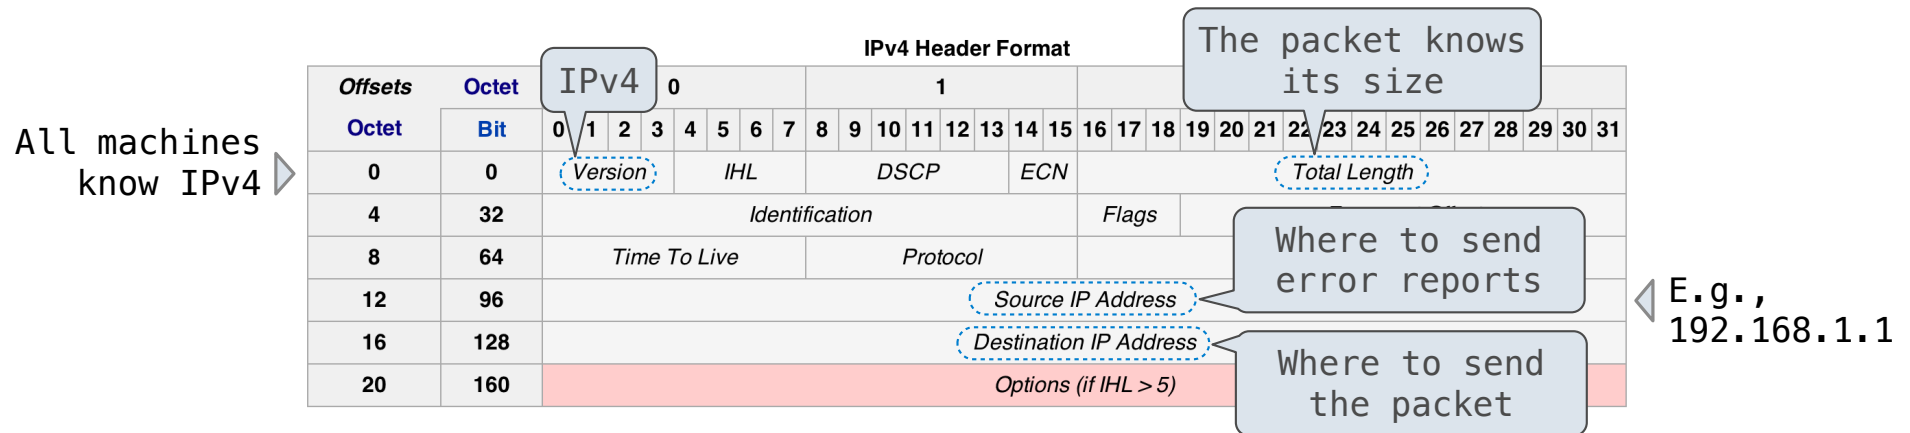 IPv4 Header Format
The packet knows
its size
IPv4
Offsets Octet 0 1
Octet Bit 0 1 2 3 4 5 6 7 8 9 10 11 12 13 14 15 16 17 18 19 20 21 22 23 24 25 26 27 28 29 30 31
All machines
know IPv4
0 0 Version IHL DSCP ECN Total Length
4 32 Identification Flags
8 64 Time To Live Protocol
Where to send
error reports
12 96 Source IP Address
E.g.,
192.168.1.1
16 128 Destination IP Address
Where to send
the packet
20 160 Options (if IHL > 5)